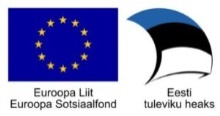 Euroopa Liit
Euroopa Sotsiaalfond
Eesti
tuleviku heaks